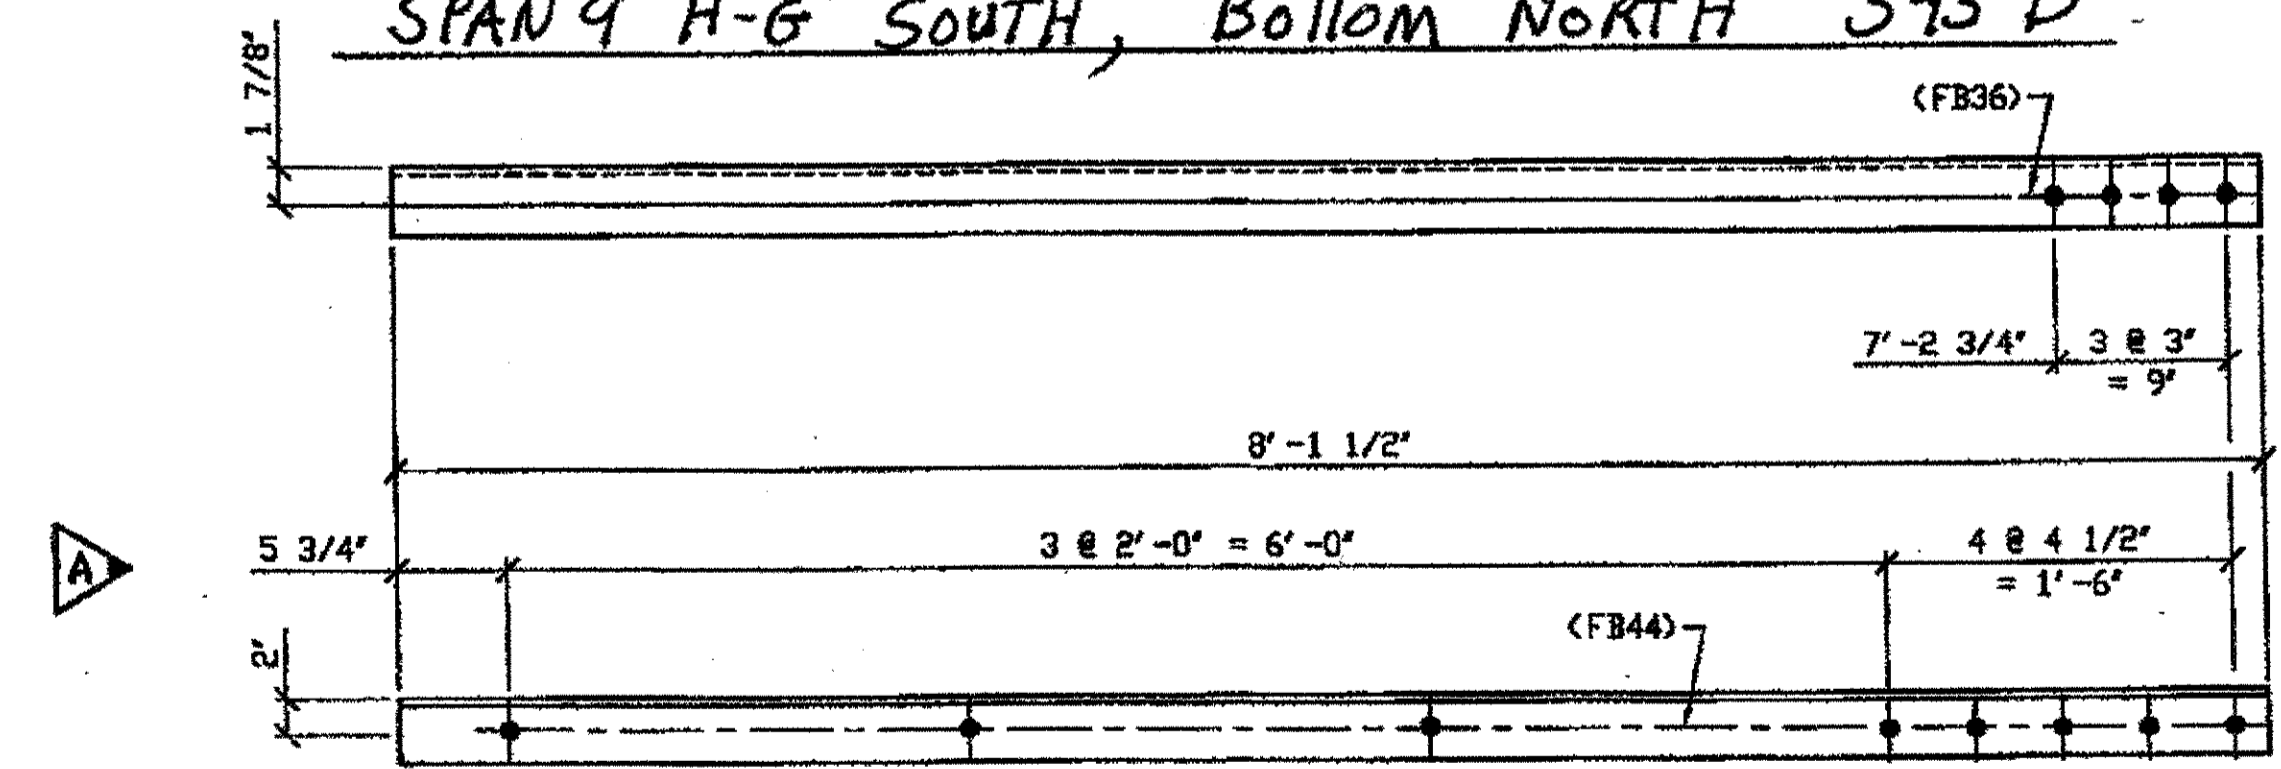 SPAN 9 H-G SOUTH, BOTTOM NORTH
1 7/8"
(FB36)
7'-2 3/4"
3 @ 3"
= 9"
8'-1 1/2"
5 3/4"
3 @ 2'-0" = 6'-0"
4 @ 4 1/2"
= 1'-6"
A
(FB44)
2"